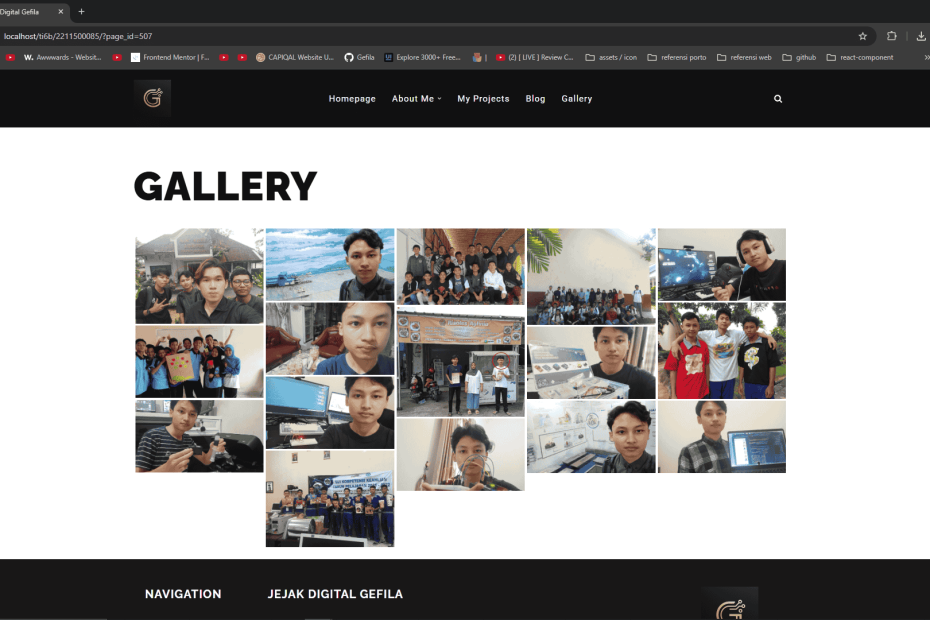 Digital Gefila
localhost/ti6b/2211500085/?page_id=507
W. Awwwards - Websit...
Frontend Mentor | F...
CAPIQAL Website U...
Gefila
Explore 3000+ Free...
(2) [ LIVE ] Review C...
assets / icon
referensi porto
referensi web
github
react-component
Homepage
About Me
My Projects
Blog
Gallery
GALLERY
NAVIGATION
JEJAK DIGITAL GEFILA